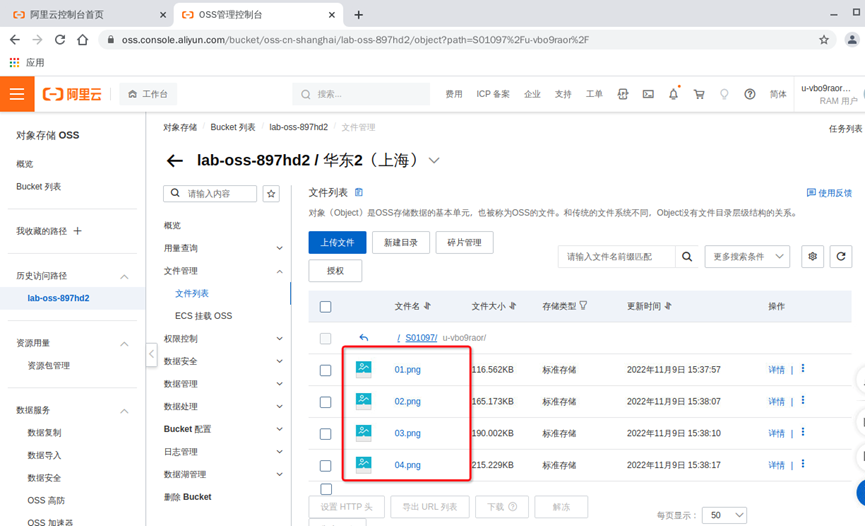 阿里云控制台首页
OSS管理控制台
oss.console.aliyun.com/bucket/oss-cn-shanghai/lab-oss-897hd2/object?path=S01097%2Fu-vbo9raor%2F
应用
阿里云
工作台
搜索...
费用
ICP 备案
企业
支持
工单
简体
u-vbo9raor...
RAM 用户
对象存储 OSS
概览
Bucket 列表
我收藏的路径
历史访问路径
lab-oss-897hd2
资源用量
资源包管理
数据服务
数据复制
数据导入
数据安全
OSS 高防
OSS 加速器
对象存储 / Bucket 列表 / lab-oss-897hd2 / 文件管理
任务列表
lab-oss-897hd2 / 华东2（上海）
请输入内容
概览
用量查询
文件管理
文件列表
ECS 挂载 OSS
权限控制
数据安全
数据管理
数据处理
Bucket 配置
日志管理
数据湖管理
删除 Bucket
文件列表
使用反馈
对象（Object）是OSS存储数据的基本单元，也被称为OSS的文件。和传统的文件系统不同，Object没有文件目录层级结构的关系。
上传文件
新建目录
碎片管理
请输入文件名前缀匹配
更多搜索条件
授权
文件名 文件大小 存储类型 更新时间 操作
/ S01097/ u-vbo9raor/
01.png 116.562KB 标准存储 2022年11月9日 15:37:57 详情 |
02.png 165.173KB 标准存储 2022年11月9日 15:38:07 详情 |
03.png 190.002KB 标准存储 2022年11月9日 15:38:10 详情 |
04.png 215.229KB 标准存储 2022年11月9日 15:38:17 详情 |
设置 HTTP 头
导出 URL 列表
下载
解冻
每页显示： 50